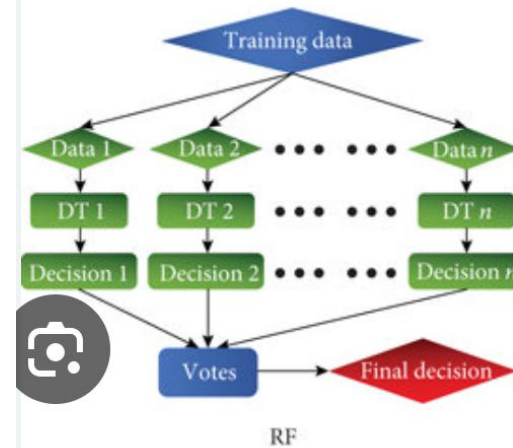 Training data
Data 1 Data 2 Data n
DT 1 DT 2 DT n
Decision 1 Decision 2 Decision n
Votes Final decision
RF